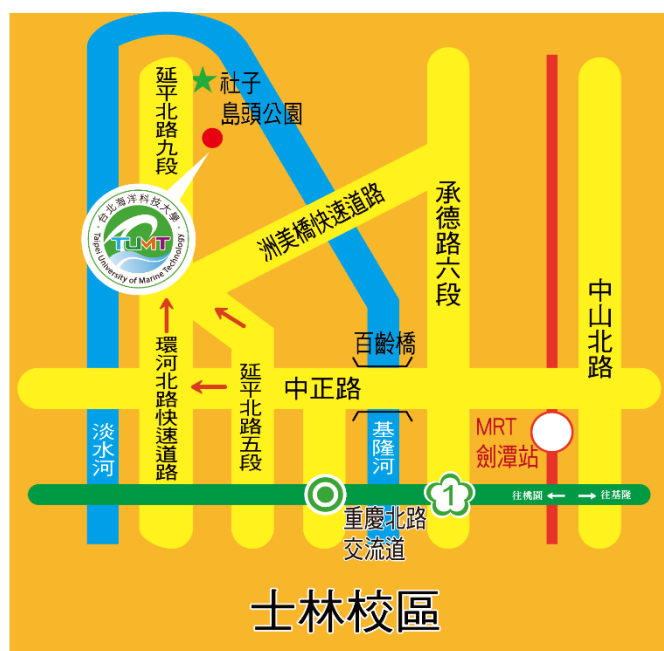 社子
島頭公園
延平北路九段
台北海洋科技大學
TUMT
Taipei University of Marine Technology
洲美橋快速道路
承德路六段
中山北路
百齡橋
中正路
環河北路快速道路
延平北路五段
淡水河
基隆河
MRT
劍潭站
1
往桃園
往基隆
重慶北路
交流道
士林校區